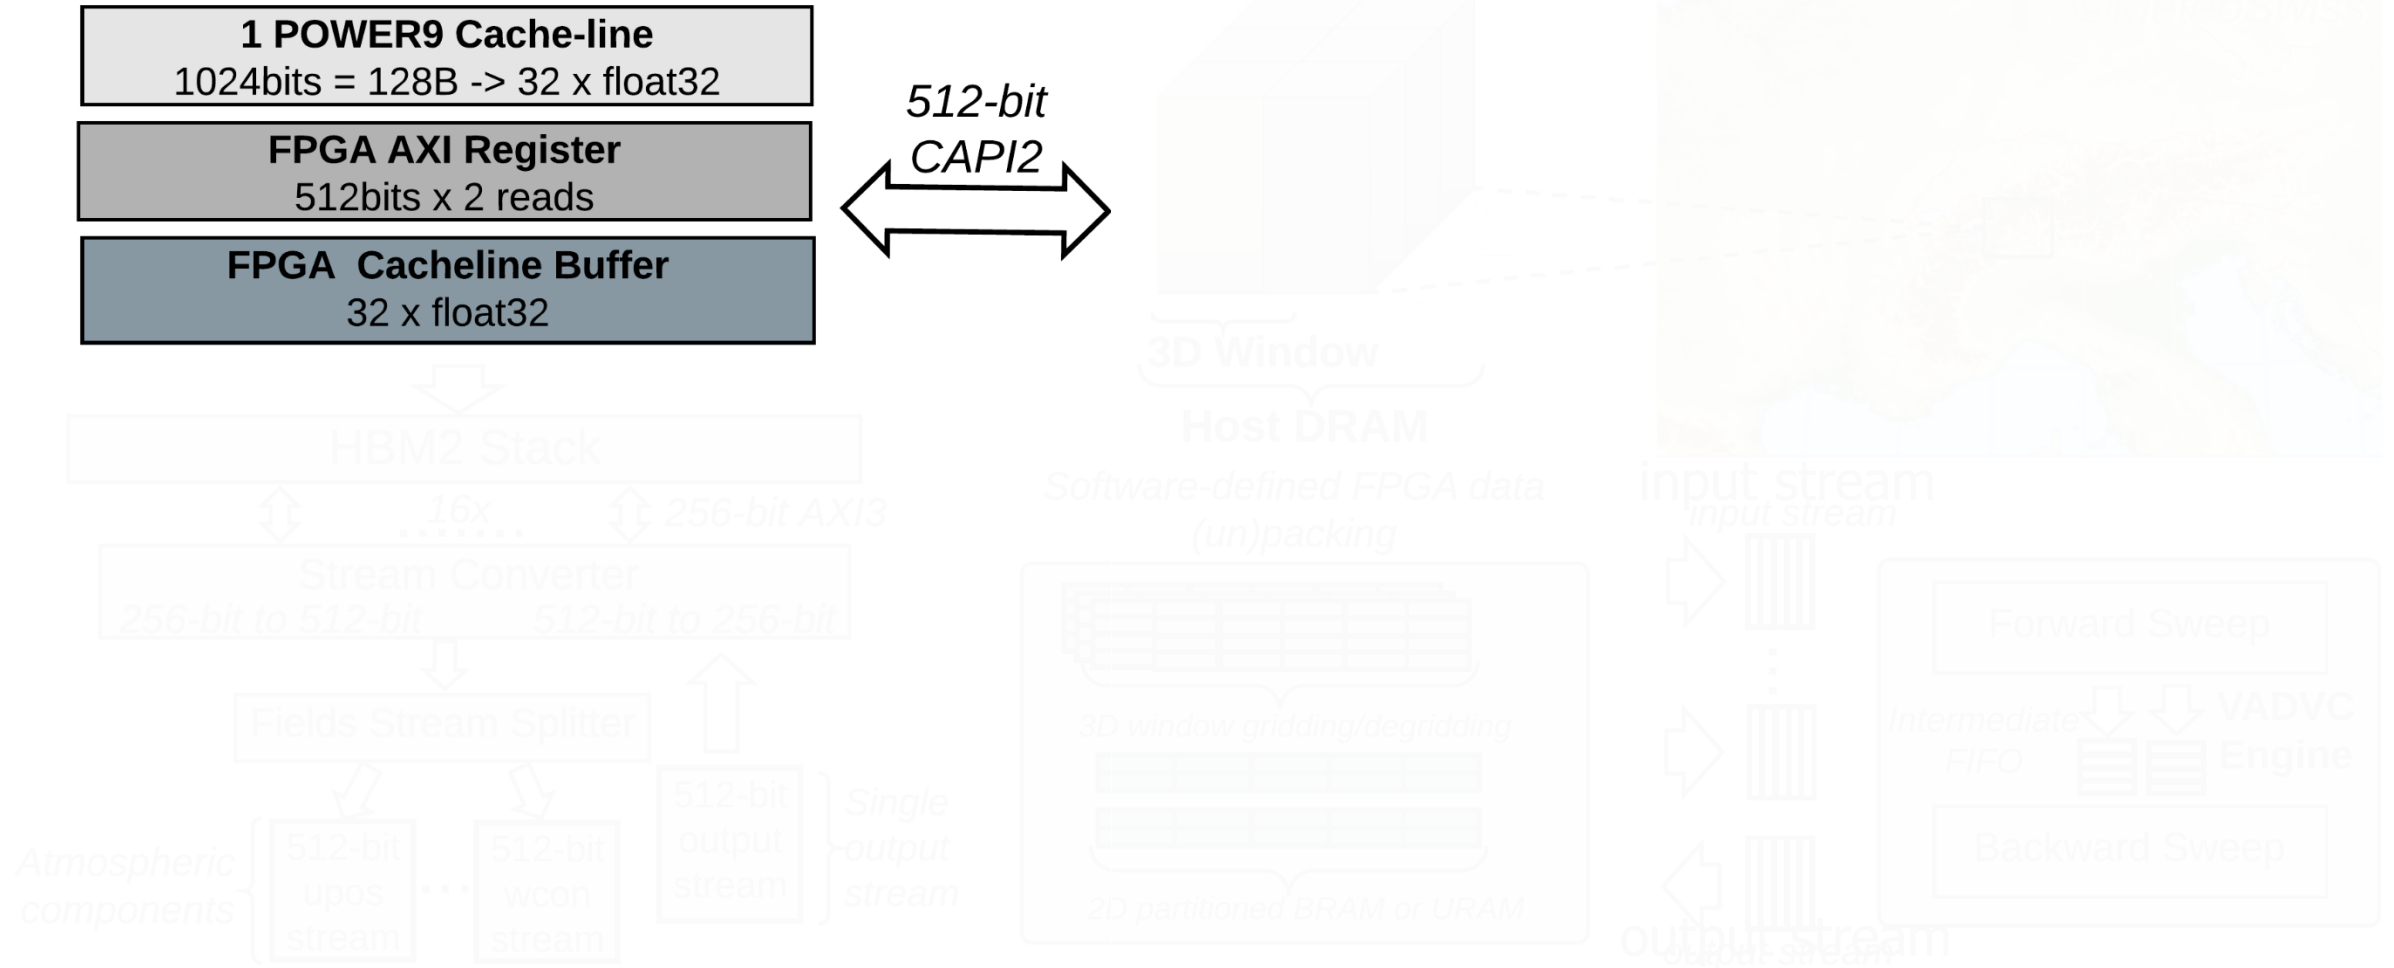 1 POWER9 Cache-line
1024bits = 128B -> 32 x float32
FPGA AXI Register
512bits x 2 reads
FPGA Cacheline Buffer
32 x float32
512-bit
CAPI2
3D Window
Host DRAM
HBM2 Stack
16x
256-bit AXI3
Stream Converter
256-bit to 512-bit
512-bit to 256-bit
Fields Stream Splitter
Atmospheric
components
512-bit
upos
stream
512-bit
wcon
stream
512-bit
output
stream
Single
output
stream
Software-defined FPGA data
(un)packing
3D window gridding/degridding
2D partitioned BRAM or URAM
input stream
input stream
Forward Sweep
Intermediate
FIFO
VADVC
Engine
Backward Sweep
output stream
output stream